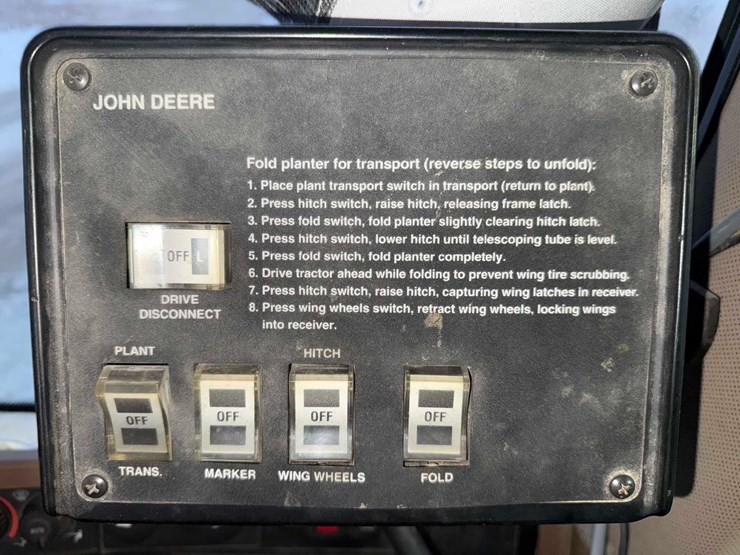 JOHN DEERE
Fold planter for transport (reverse steps to unfold):
1. Place plant transport switch in transport (return to plant).
2. Press hitch switch, raise hitch, releasing frame latch.
3. Press fold switch, fold planter slightly clearing hitch latch.
4. Press hitch switch, lower hitch until telescoping tube is level.
5. Press fold switch, fold planter completely.
6. Drive tractor ahead while folding to prevent wing tire scrubbing.
7. Press hitch switch, raise hitch, capturing wing latches in receiver.
8. Press wing wheels switch, retract wing wheels, locking wings
into receiver.
OFF L
DRIVE
DISCONNECT
PLANT
HITCH
OFF
OFF
OFF
OFF
TRANS.
MARKER
WING WHEELS
FOLD